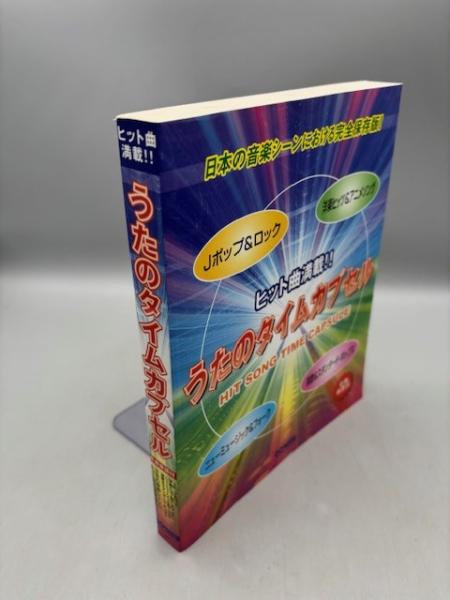 ヒット曲
満載!!
うたのタイムカプセル
日本の音楽シーンにおける完全保存版!
Jポップ&ロック
洋楽ヒッツ&アニメソング
ヒット曲満載!!
うたのタイムカプセル
HIT SONG TIME CAPSULE
ニューミュージック&フォーク